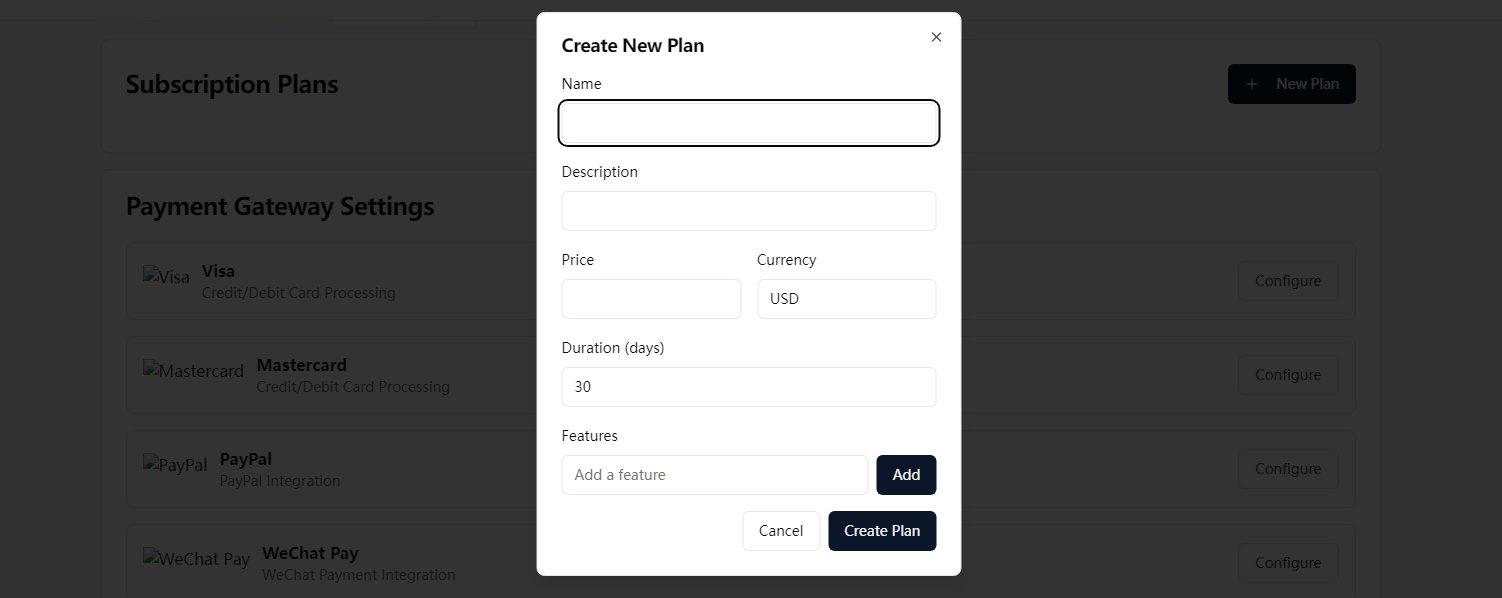 Create New Plan
Name
Description
Price Currency
USD
Duration (days)
30
Features
Add a feature Add
Cancel Create Plan
Subscription Plans
+ New Plan
Payment Gateway Settings
Visa Visa
Credit/Debit Card Processing
Configure
Mastercard Mastercard
Credit/Debit Card Processing
Configure
PayPal PayPal
PayPal Integration
Configure
WeChat Pay WeChat Pay
WeChat Payment Integration
Configure